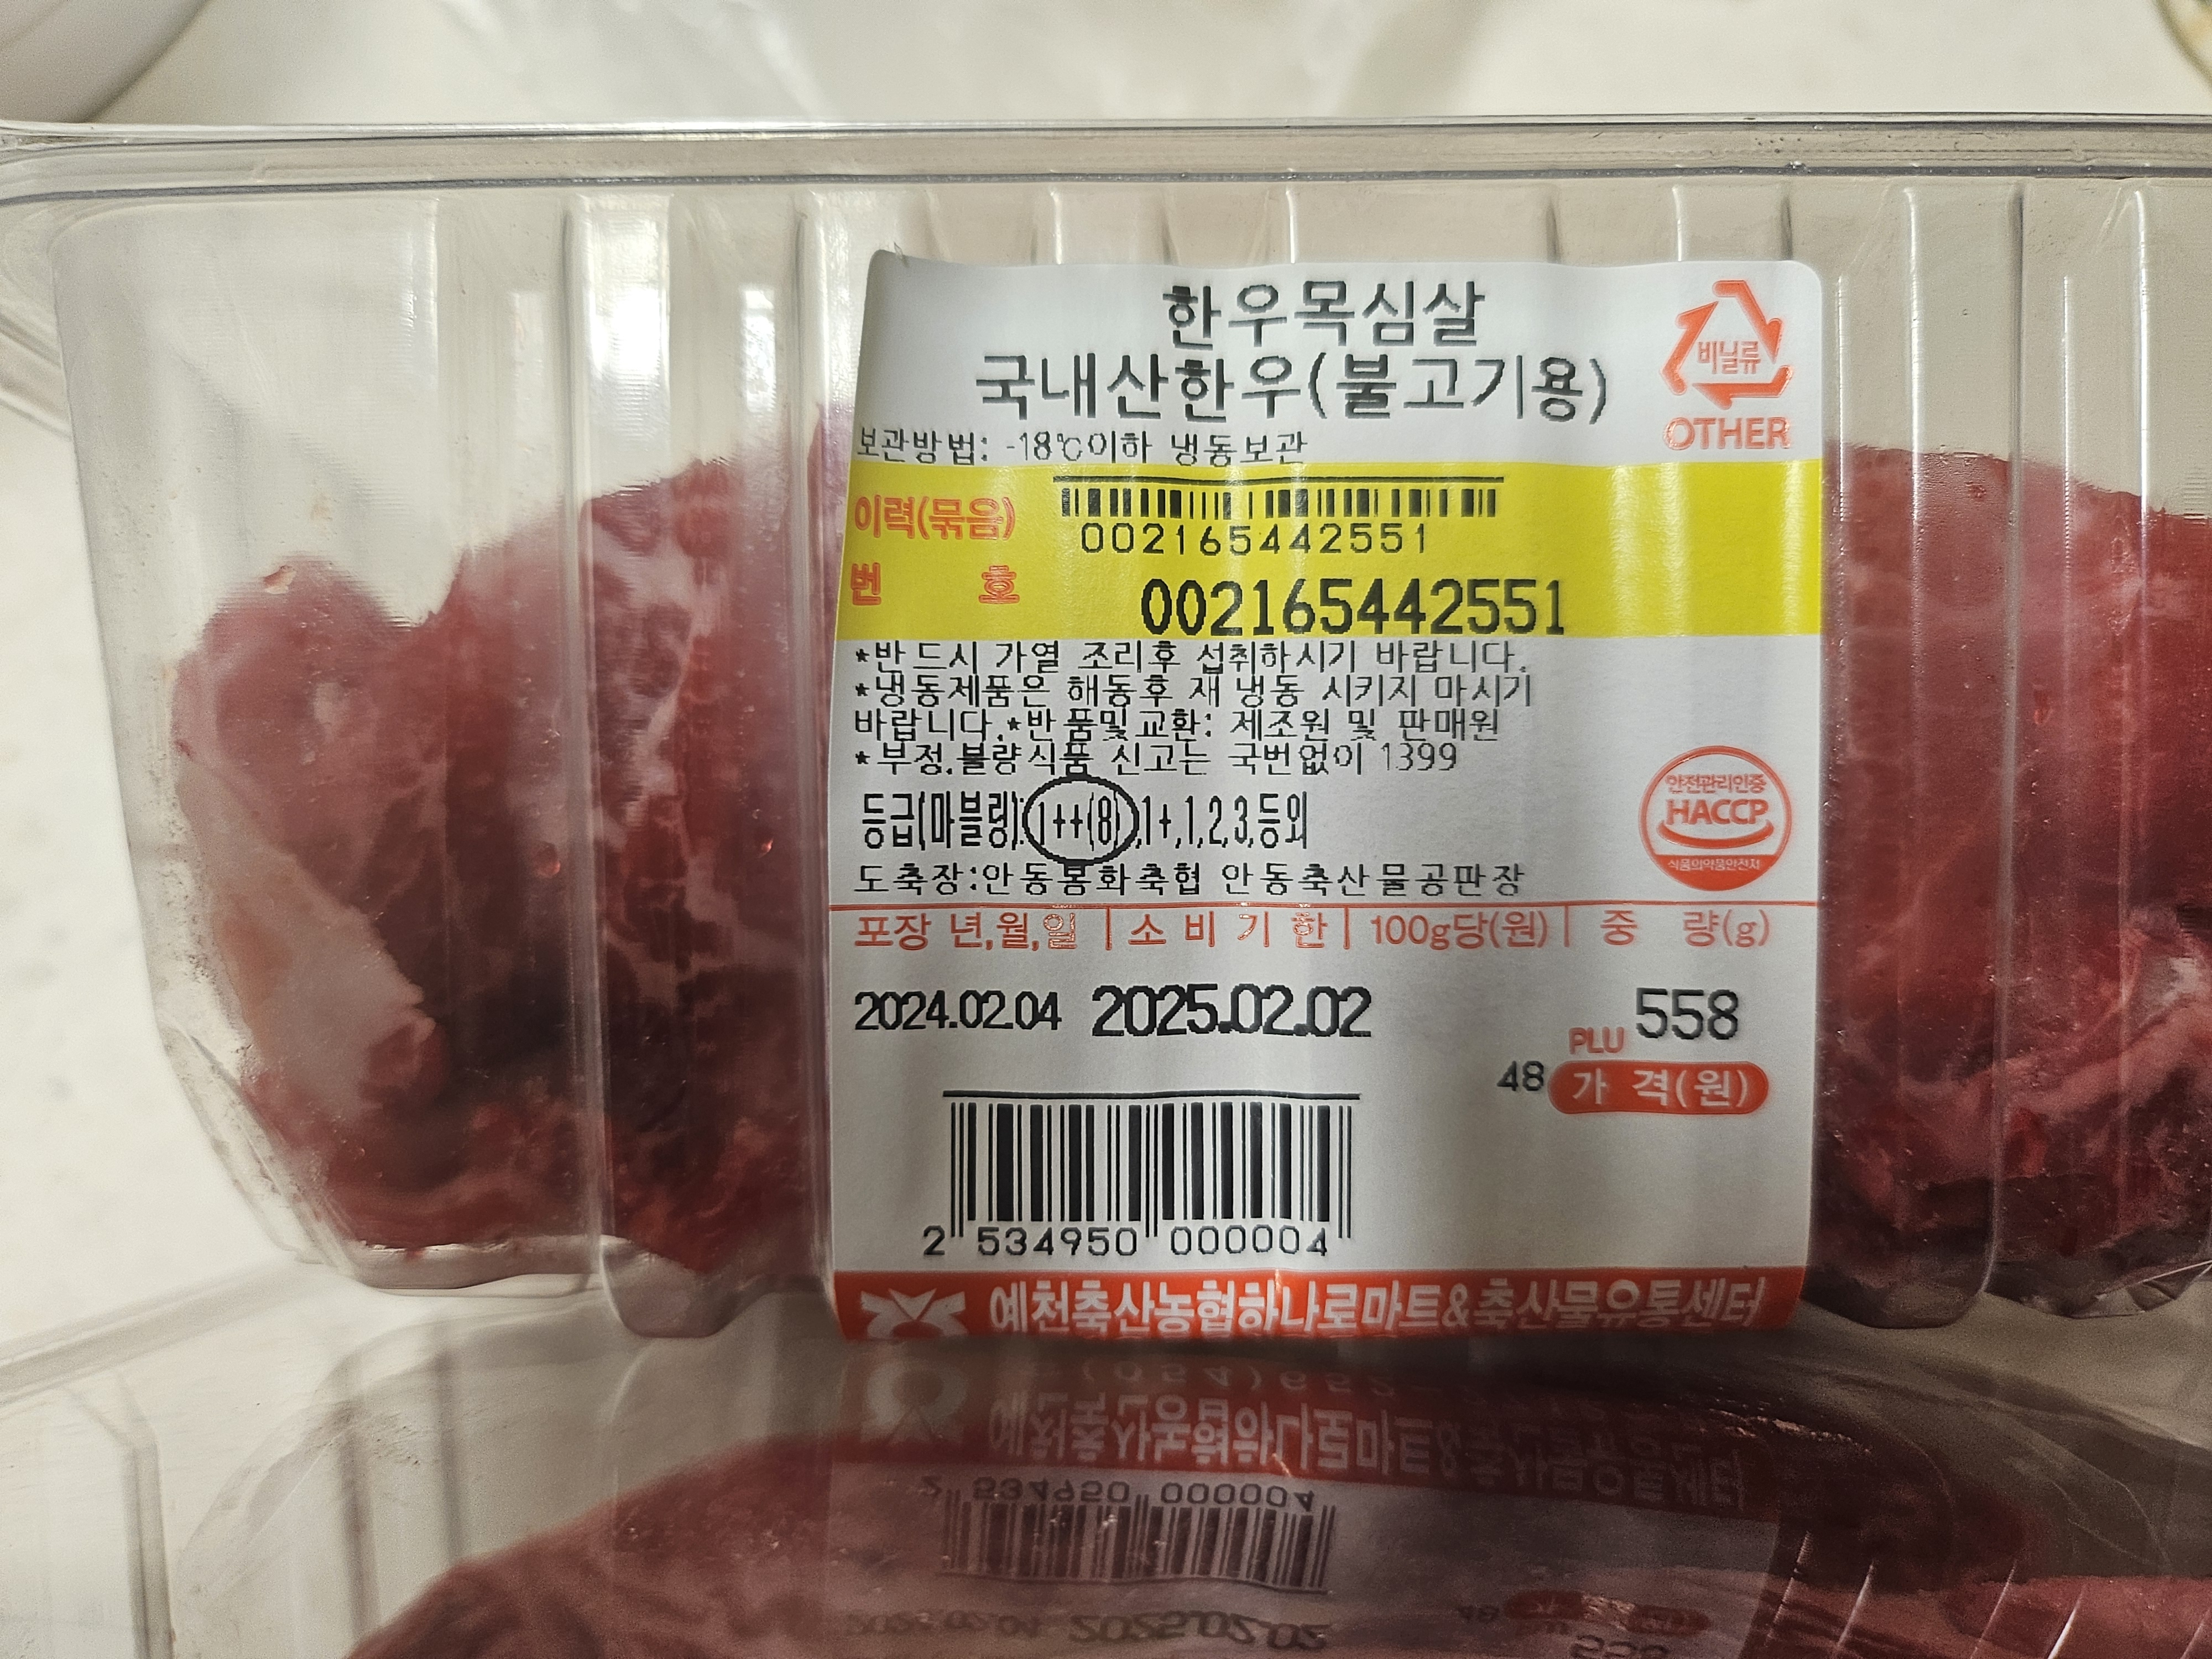 한우목심살
국내산한우(불고기용)
비닐류
OTHER
보관방법: -18℃이하 냉동보관
이력(묶음)
번 호
002165442551
002165442551
*반드시 가열 조리후 섭취하시기 바랍니다.
*냉동제품은 해동후 재 냉동 시키지 마시기
바랍니다.*반품및교환: 제조원 및 판매원
*부정.불량식품 신고는 국번없이 1399
등급(마블링):1++(8),1+,1,2,3,등외
안전관리인증
HACCP
식품의약품안전처
도축장:안동봉화축협 안동축산물공판장
포장 년,월,일 | 소 비 기 한 | 100g당(원) | 중 량(g)
2024.02.04 2025.02.02 558
PLU
48 가 격(원)
2 534950 000004
예천축산농협하나로마트&축산물유통센터